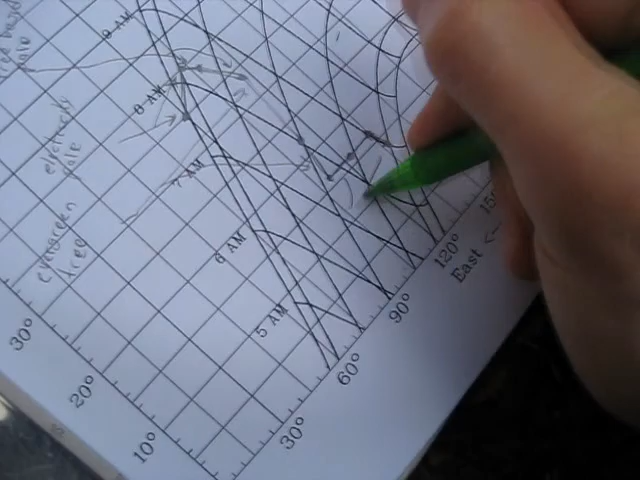 9 AM
8 AM
7 AM
6 AM
5 AM
electricity
pole
evergreen
tree
30°
20°
10°
30°
60°
90°
120°
East <-